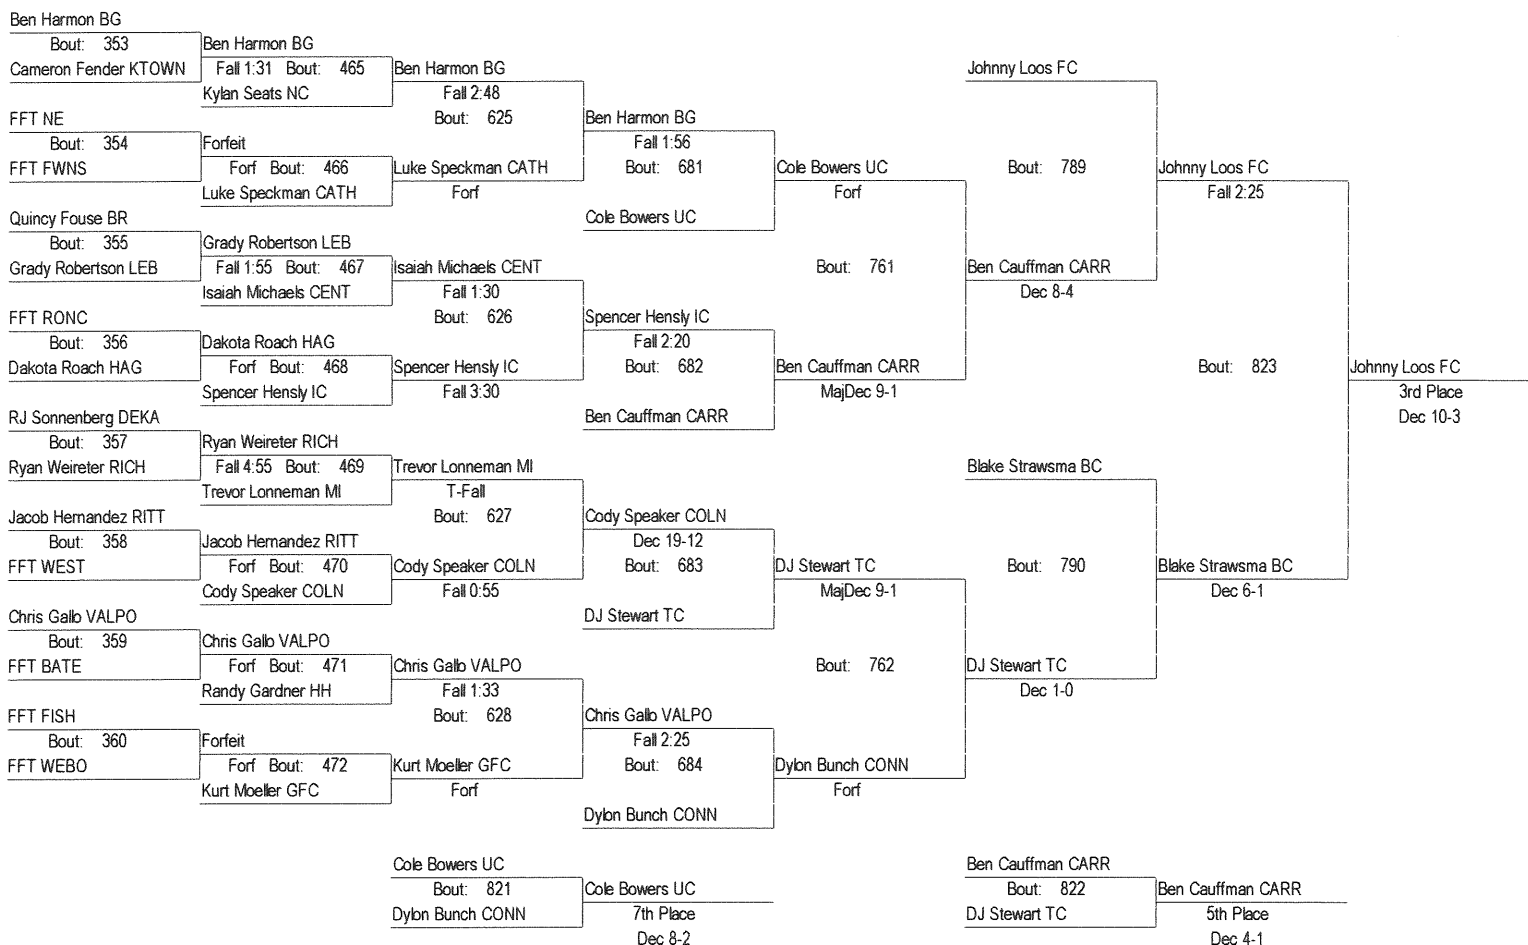 Ben Harmon BG
Bout: 353
Cameron Fender KTOWN
FFT NE
Bout: 354
FFT FWNS
Quincy Fouse BR
Bout: 355
Grady Robertson LEB
FFT RONC
Bout: 356
Dakota Roach HAG
RJ Sonnenberg DEKA
Bout: 357
Ryan Weireter RICH
Jacob Hernandez RITT
Bout: 358
FFT WEST
Chris Gallo VALPO
Bout: 359
FFT BATE
FFT FISH
Bout: 360
FFT WEBO
Ben Harmon BG
Fall 1:31 Bout: 465
Kylan Seats NC
Forfeit
Forf Bout: 466
Luke Speckman CATH
Grady Robertson LEB
Fall 1:55 Bout: 467
Isaiah Michaels CENT
Dakota Roach HAG
Forf Bout: 468
Spencer Hensly IC
Ryan Weireter RICH
Fall 4:55 Bout: 469
Trevor Lonneman MI
Jacob Hernandez RITT
Forf Bout: 470
Cody Speaker COLN
Chris Gallo VALPO
Forf Bout: 471
Randy Gardner HH
Forfeit
Forf Bout: 472
Kurt Moeller GFC
Ben Harmon BG
Fall 2:48
Bout: 625
Luke Speckman CATH
Forf
Isaiah Michaels CENT
Fall 1:30
Bout: 626
Spencer Hensly IC
Fall 3:30
Trevor Lonneman MI
T-Fall
Bout: 627
Cody Speaker COLN
Fall 0:55
Chris Gallo VALPO
Fall 1:33
Bout: 628
Kurt Moeller GFC
Forf
Ben Harmon BG
Fall 1:56
Bout: 681
Cole Bowers UC
Spencer Hensly IC
Fall 2:20
Bout: 682
Ben Cauffman CARR
Cody Speaker COLN
Dec 19-12
Bout: 683
DJ Stewart TC
Chris Gallo VALPO
Fall 2:25
Bout: 684
Dylon Bunch CONN
Cole Bowers UC
Forf
Bout: 761
Ben Cauffman CARR
MajDec 9-1
DJ Stewart TC
MajDec 9-1
Bout: 762
Dylon Bunch CONN
Forf
Johnny Loos FC
Bout: 789
Ben Cauffman CARR
Dec 8-4
Blake Strawsma BC
Bout: 790
DJ Stewart TC
Dec 1-0
Johnny Loos FC
Fall 2:25
Bout: 823
Blake Strawsma BC
Dec 6-1
Johnny Loos FC
3rd Place
Dec 10-3
Cole Bowers UC
Bout: 821
Dylon Bunch CONN
Cole Bowers UC
7th Place
Dec 8-2
Ben Cauffman CARR
Bout: 822
DJ Stewart TC
Ben Cauffman CARR
5th Place
Dec 4-1